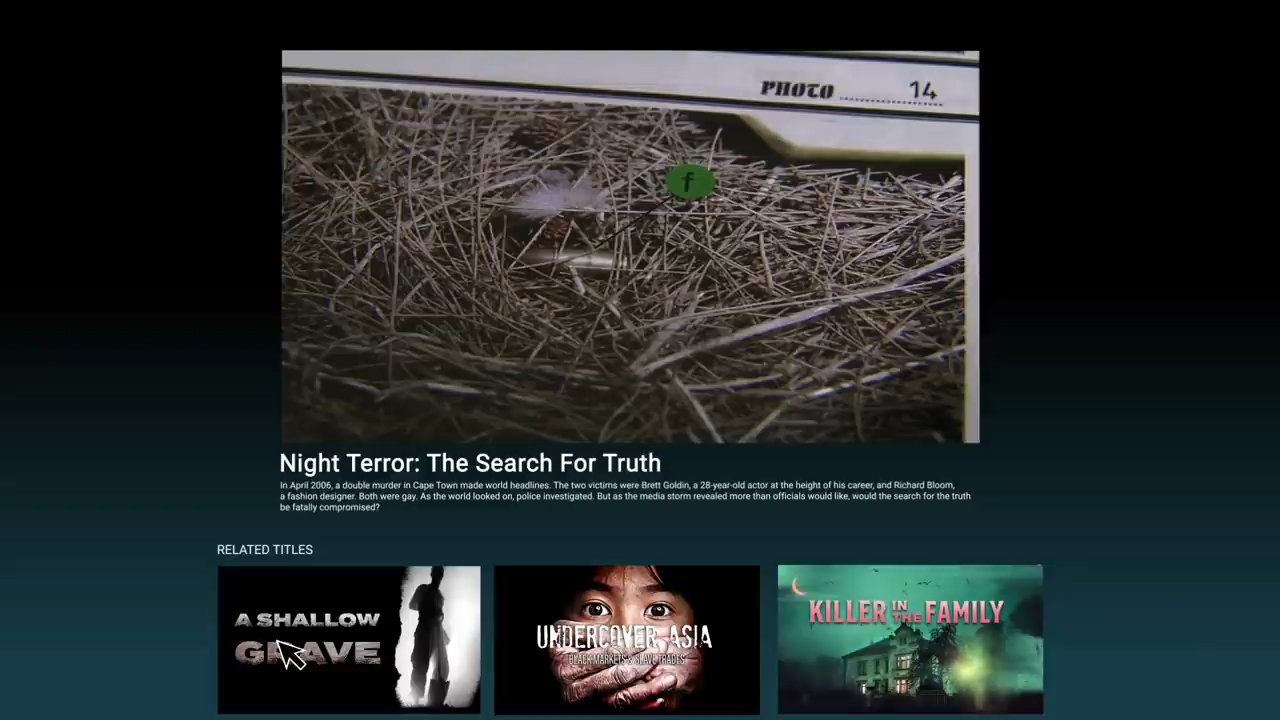 PHOTO 14
f
Night Terror: The Search For Truth
In April 2006, a double murder in Cape Town made world headlines. The two victims were Brett Goldin, a 28-year-old actor at the height of his career, and Richard Bloom,
a fashion designer. Both were gay. As the world looked on, police investigated. But as the media storm revealed more than officials would like, would the search for the truth
be fatally compromised?
RELATED TITLES
A SHALLOW
GRAVE
UNDERCOVER ASIA
BLACK MARKETS & SLAVE TRADES
KILLER IN THE FAMILY